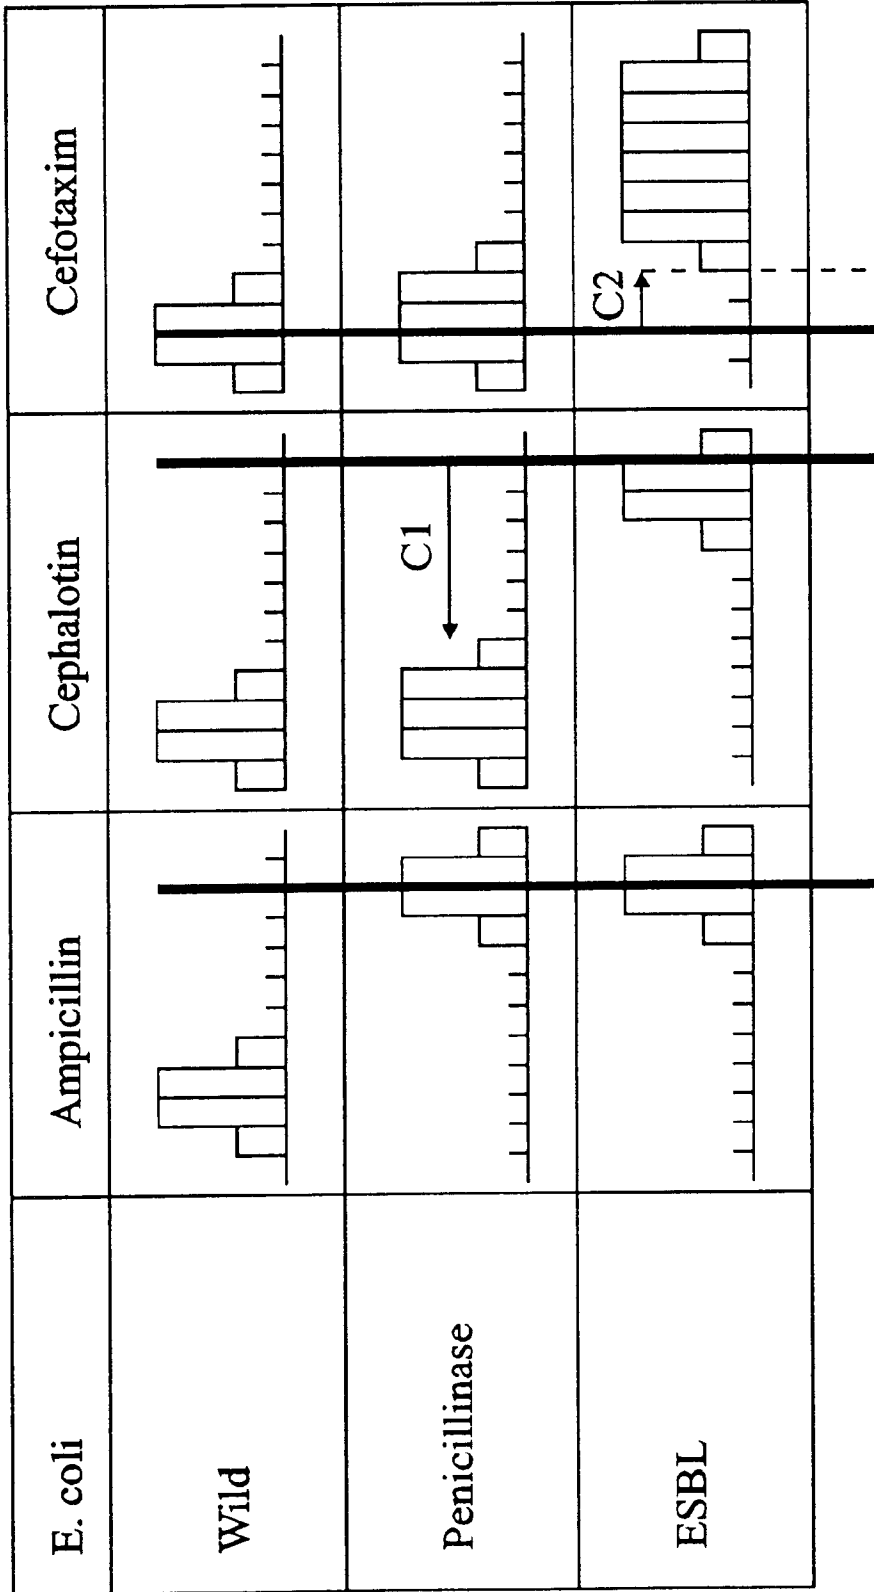 E. coli
Ampicillin
Cephalotin
Cefotaxim
Wild
Penicillinase
C1
ESBL
C2